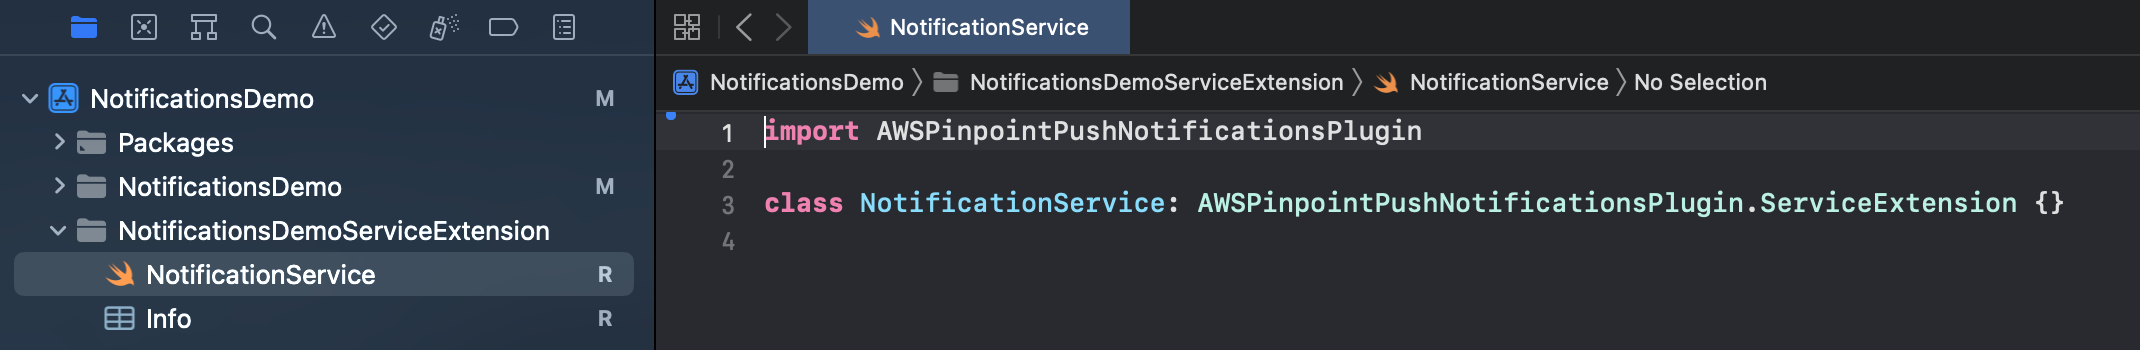 NotificationService
NotificationsDemo M
Packages
NotificationsDemo M
NotificationsDemoServiceExtension
NotificationService R
Info R
NotificationsDemo NotificationsDemoServiceExtension NotificationService No Selection
1 import AWSPinpointPushNotificationsPlugin
2
3 class NotificationService: AWSPinpointPushNotificationsPlugin.ServiceExtension {}
4